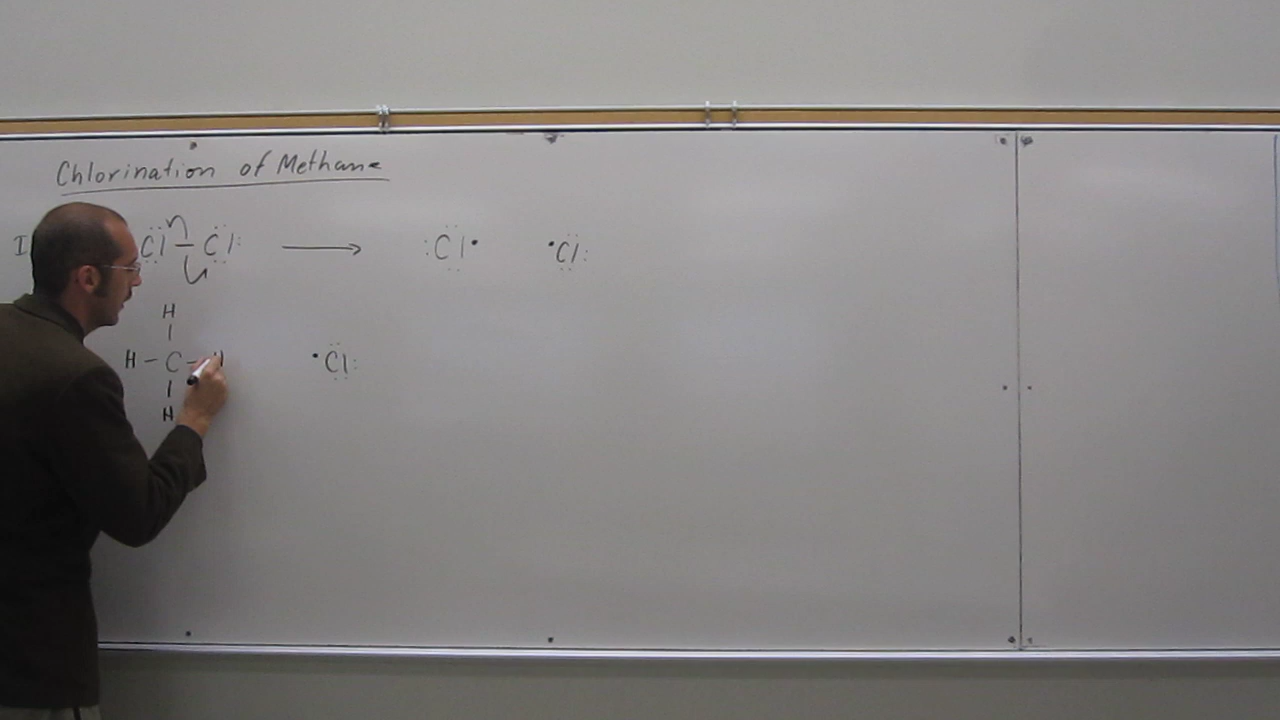 Chlorination of Methane
I Cl – Cl: ⟶ :Cl• •Cl:
H
|
H – C – H •Cl:
|
H